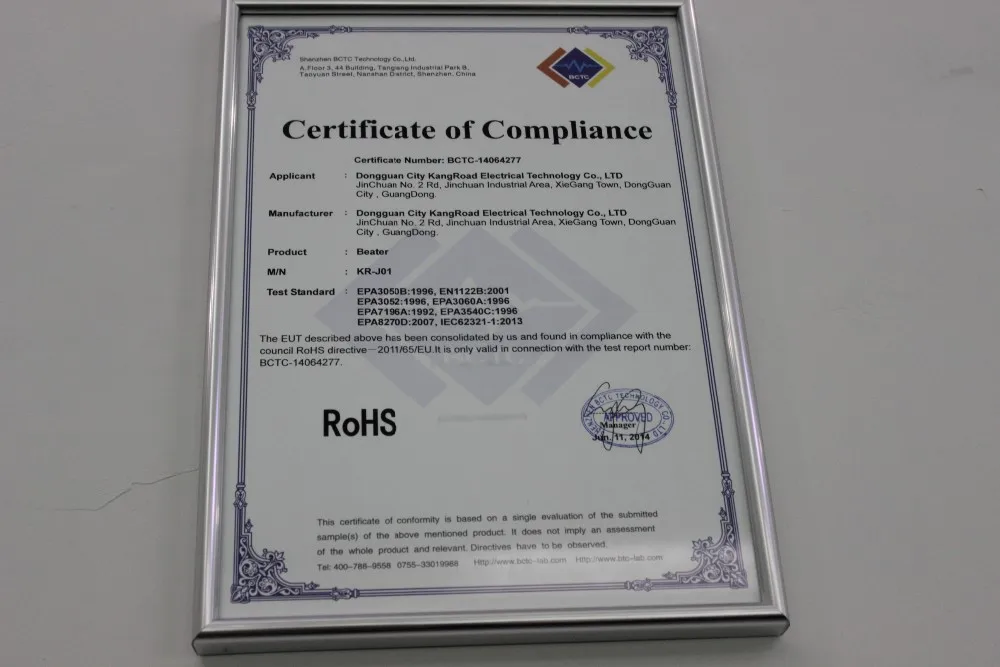 Shenzhen BCTC Technology Co., Ltd.
A, Floor 3, 44 Building, Tanglang Industrial Park B,
Taoyuan Street, Nanshan District, Shenzhen, China
BCTC
Certificate of Compliance
Certificate Number: BCTC-14064277
Applicant : Dongguan City KangRoad Electrical Technology Co., LTD
JinChuan No. 2 Rd, Jinchuan Industrial Area, XieGang Town, DongGuan
City , GuangDong.
Manufacturer : Dongguan City KangRoad Electrical Technology Co., LTD
JinChuan No. 2 Rd, Jinchuan Industrial Area, XieGang Town, DongGuan
City , GuangDong.
Product : Beater
M/N : KR-J01
Test Standard : EPA3050B:1996, EN1122B:2001
EPA3052:1996, EPA3060A:1996
EPA7196A:1992, EPA3540C:1996
EPA8270D:2007, IEC62321-1:2013
The EUT described above has been consolidated by us and found in compliance with the
council RoHS directive—2011/65/EU.It is only valid in connection with the test report number:
BCTC-14064277.
RoHS
SHENZHEN BCTC TECHNOLOGY CO., LTD
APPROVED
Manager
Jun. 11, 2014
This certificate of conformity is based on a single evaluation of the submitted
sample(s) of the above mentioned product. It does not imply an assessment
of the whole product and relevant. Directives have to be observed.
Tel: 400-788-9558 0755-33019988 Http://www.bctc-lab.com Http://www.btc-lab.com